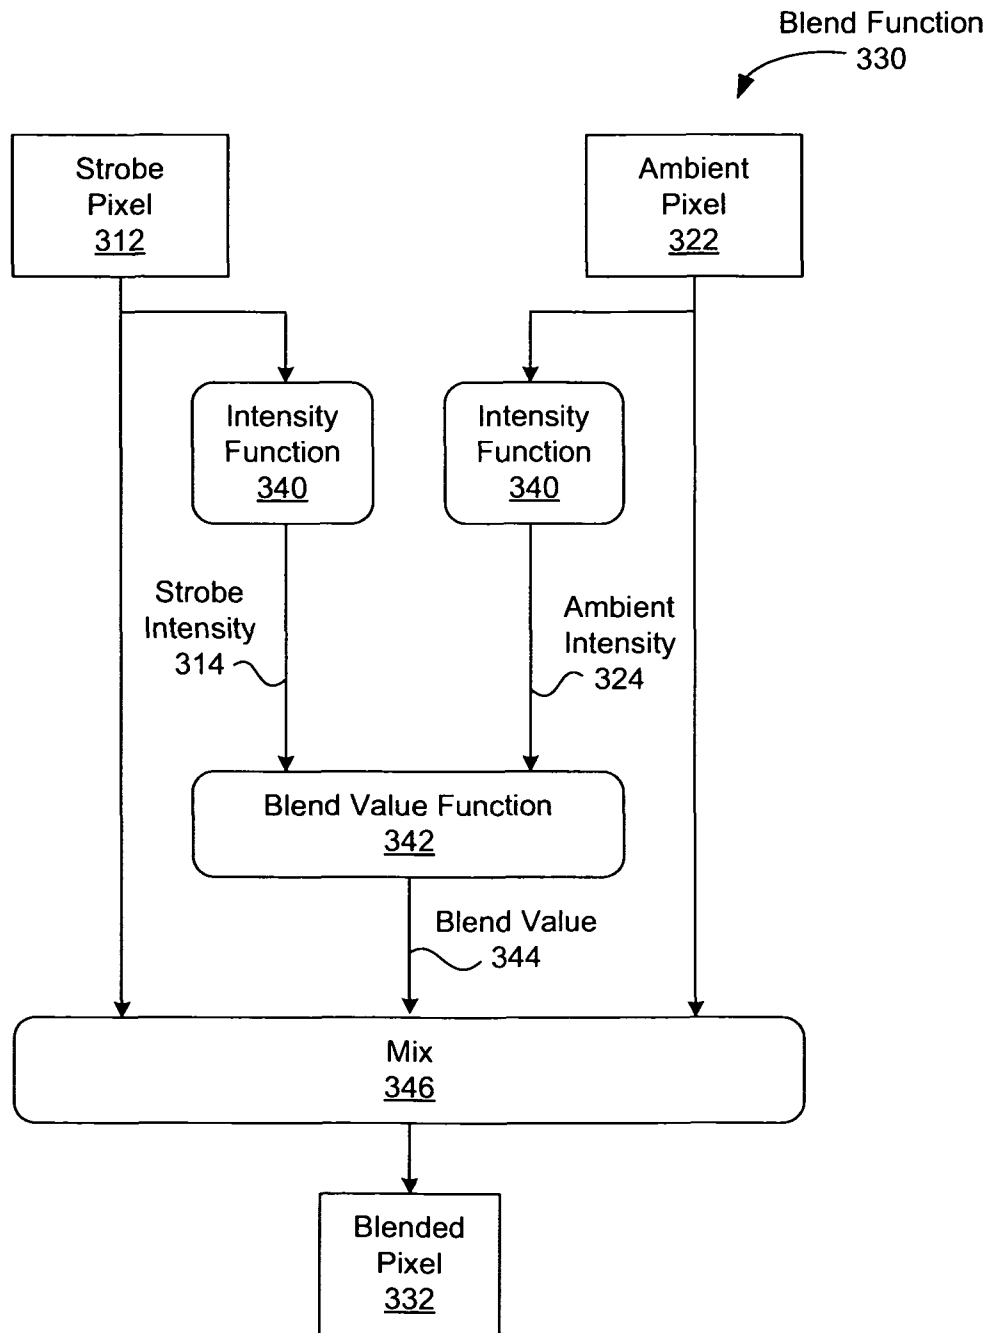 Blend Function
330
Strobe
Pixel
312
Ambient
Pixel
322
Intensity
Function
340
Intensity
Function
340
Strobe
Intensity
314
Ambient
Intensity
324
Blend Value Function
342
Blend Value
344
Mix
346
Blended
Pixel
332